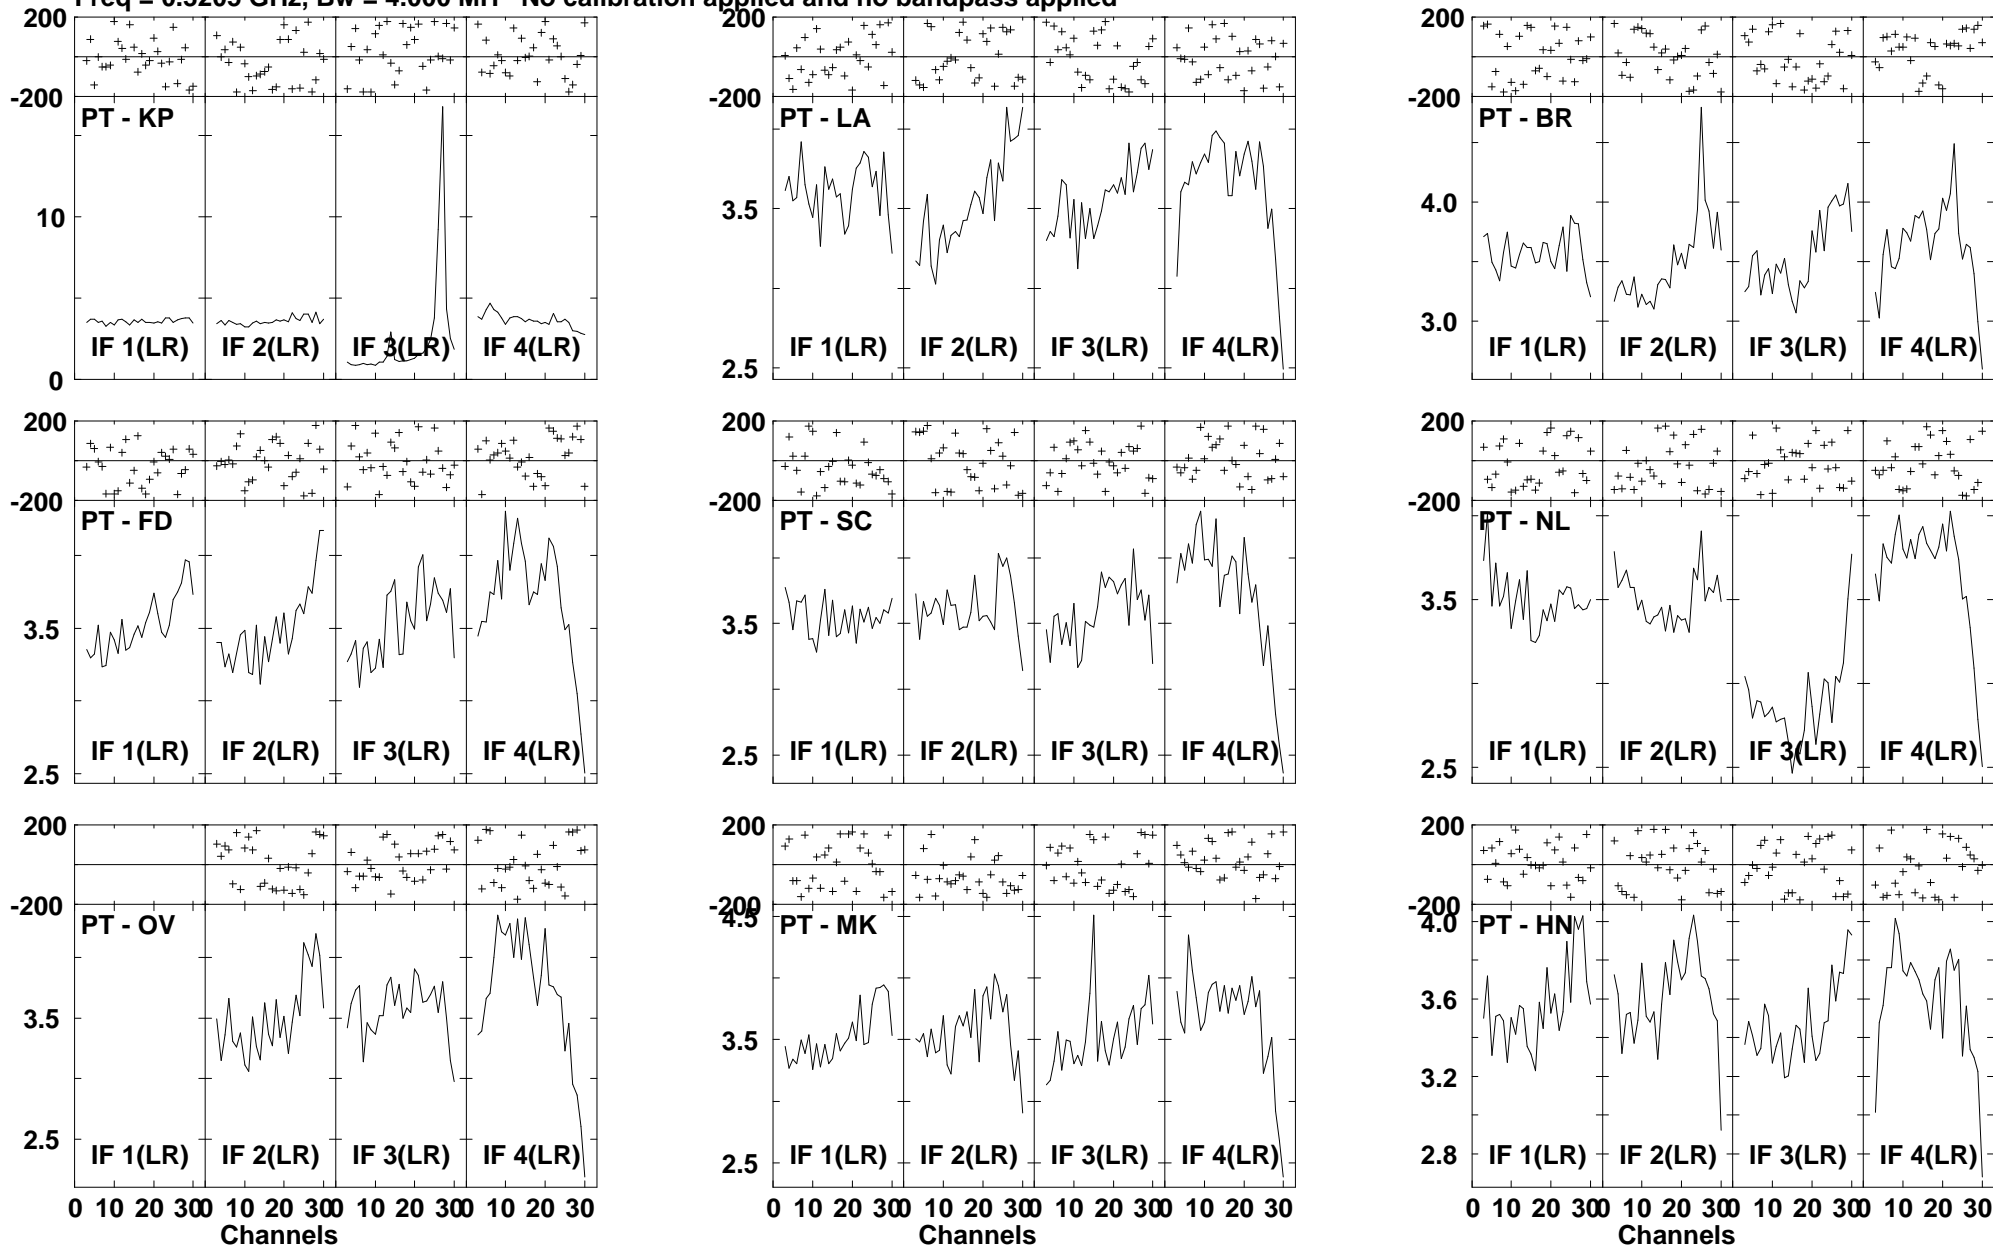 Freq = 0.3265 GHz, Bw = 4.000 MH No calibration applied and no bandpass applied
200 200 200
-200 -200 -200
PT - KP PT - LA PT - BR
10 3.5 4.0
3.0
IF 1(LR) IF 2(LR) IF 3(LR) IF 4(LR) IF 1(LR) IF 2(LR) IF 3(LR) IF 4(LR) IF 1(LR) IF 2(LR) IF 3(LR) IF 4(LR)
0 2.5
200 200 200
-200 -200 -200
PT - FD PT - SC PT - NL
3.5 3.5 3.5
IF 1(LR) IF 2(LR) IF 3(LR) IF 4(LR) IF 1(LR) IF 2(LR) IF 3(LR) IF 4(LR) IF 1(LR) IF 2(LR) IF 3(LR) IF 4(LR)
2.5 2.5 2.5
200 200 200
-200 -200 -200
4.5 4.0
PT - OV PT - MK PT - HN
3.5 3.5 3.6
3.2
2.5 2.5 2.8
IF 1(LR) IF 2(LR) IF 3(LR) IF 4(LR) IF 1(LR) IF 2(LR) IF 3(LR) IF 4(LR) IF 1(LR) IF 2(LR) IF 3(LR) IF 4(LR)
0 10 20 30 0 10 20 30 0 10 20 30 0 10 20 30 0 10 20 30 0 10 20 30 0 10 20 30 0 10 20 30 0 10 20 30 0 10 20 30 0 10 20 30 0 10 20 30
Channels Channels Channels